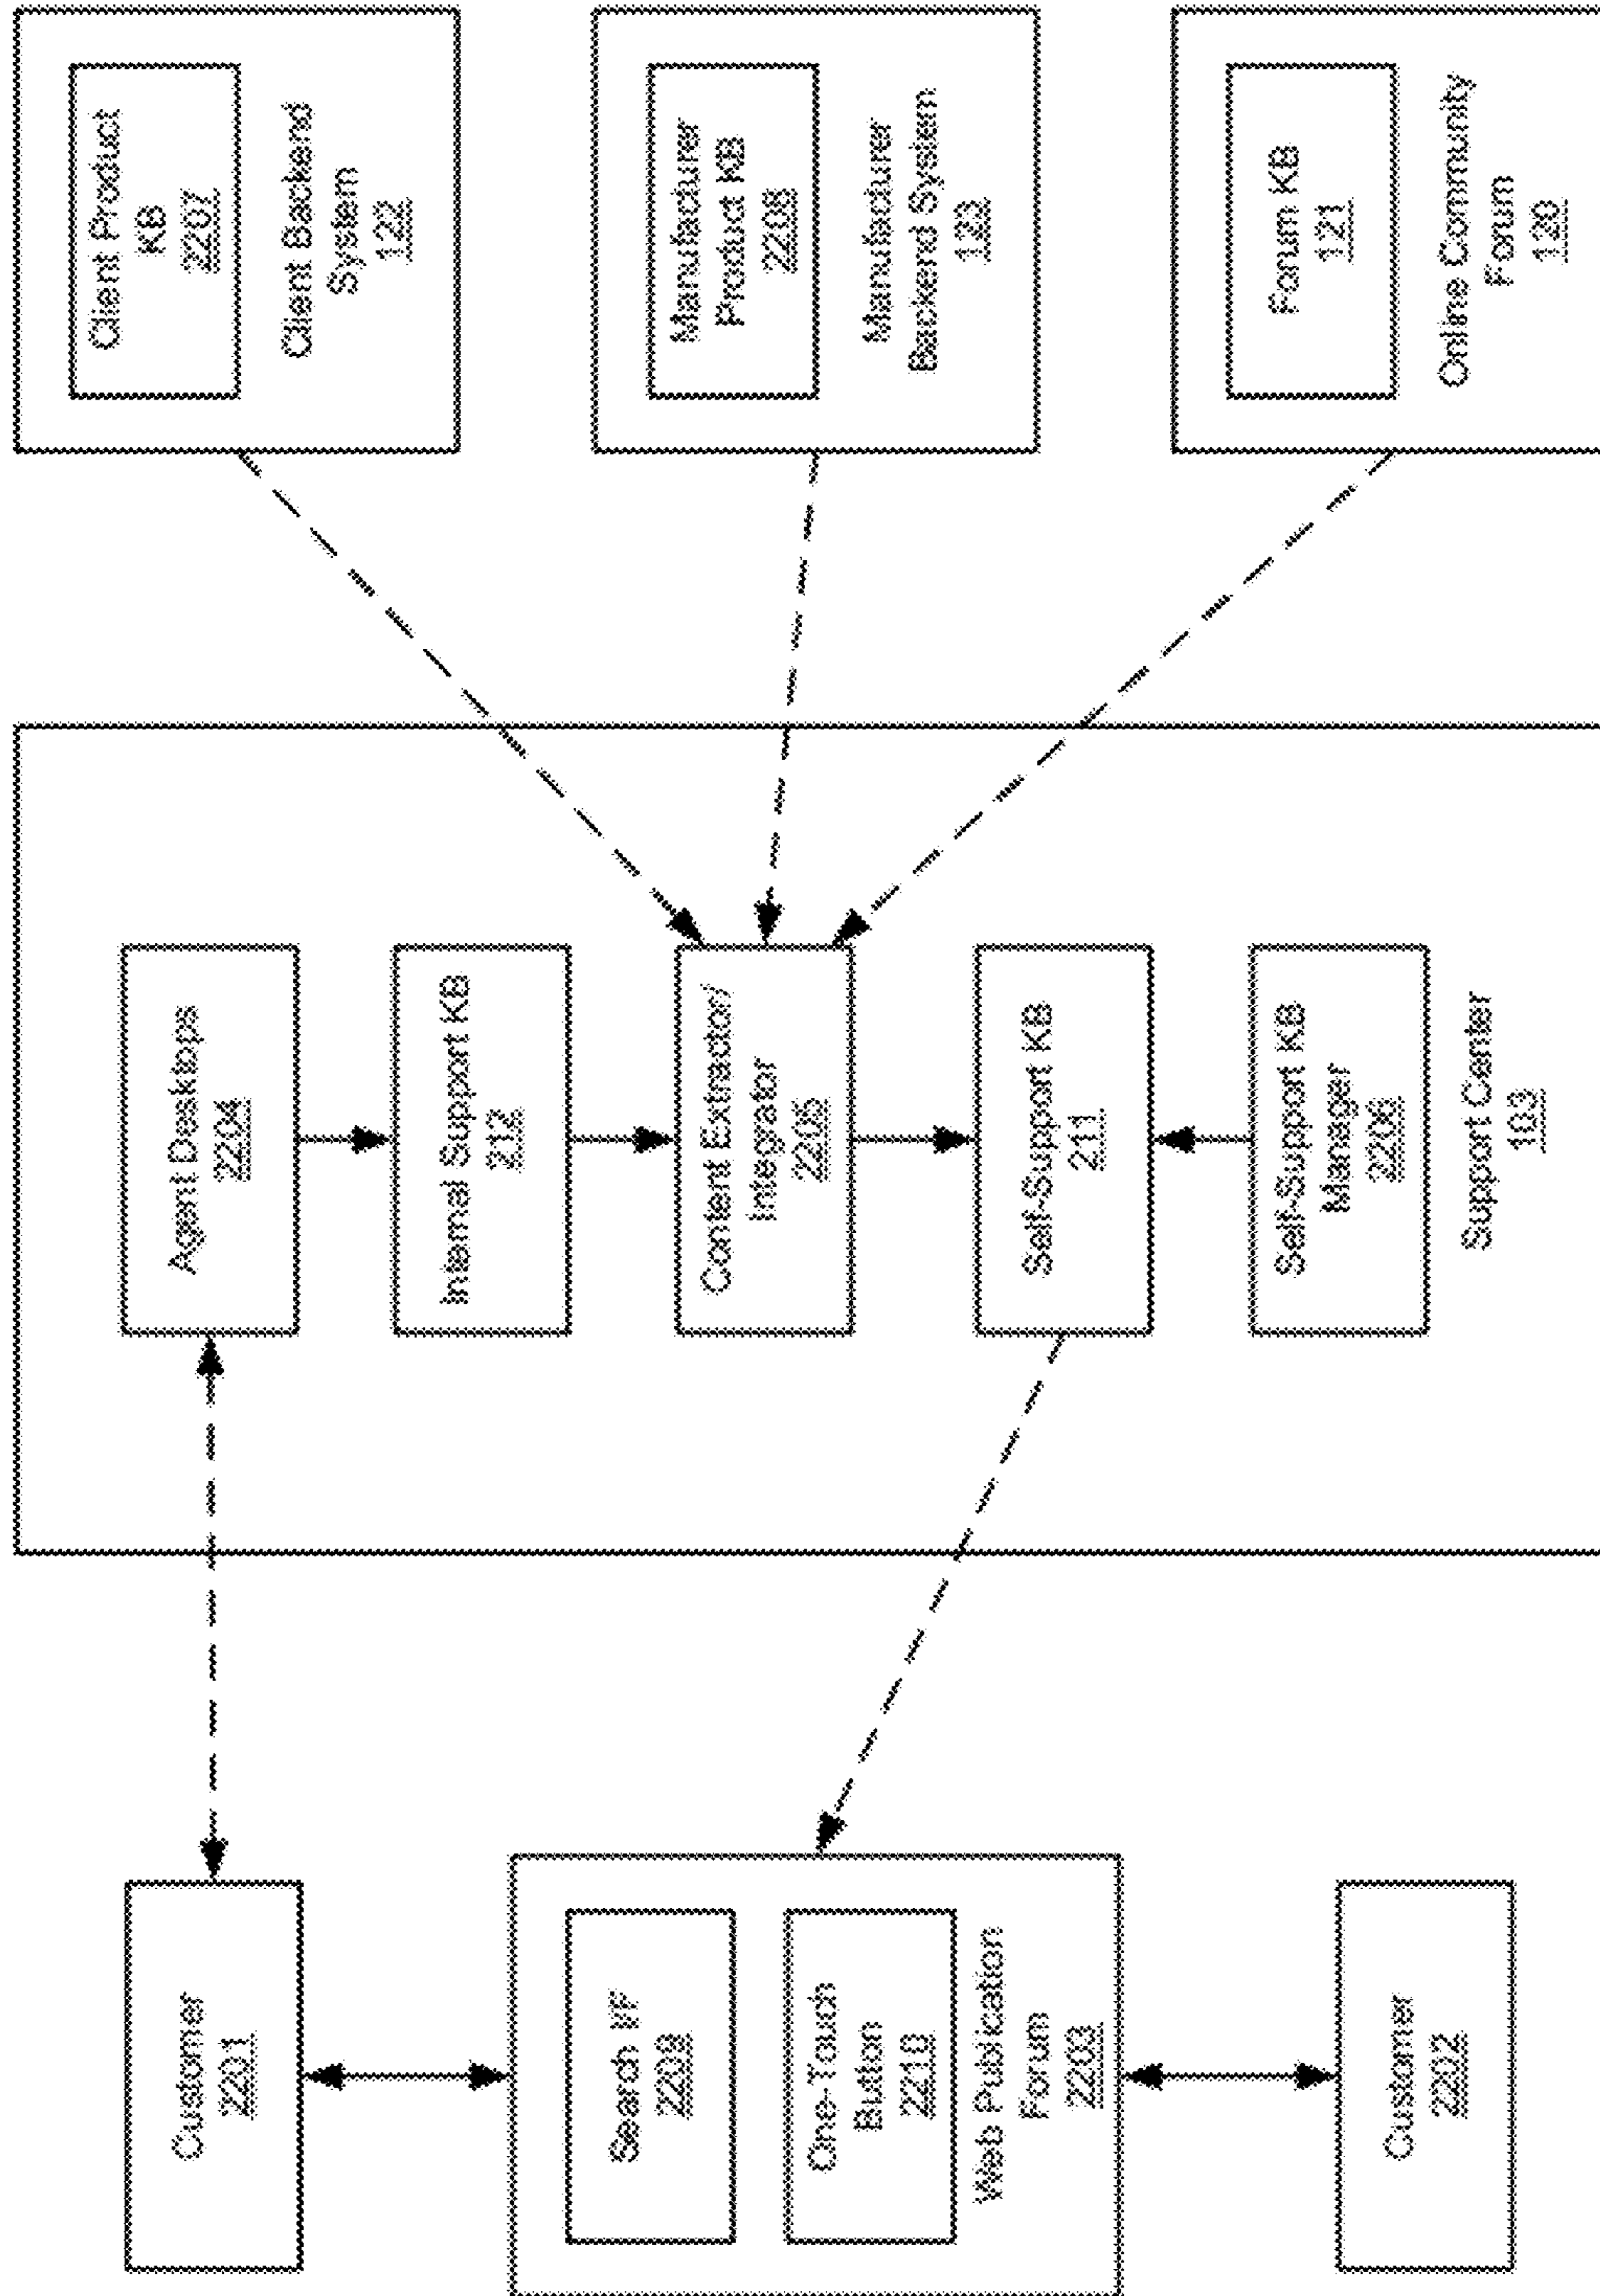 Customer
2201
Search I/F
2209
One-Touch
Button
2210
Web Publication
Forum
2203
Customer
2202
Agent Desktops
2204
Internal Support KB
212
Content Extractor/
Integrator
2205
Self-Support KB
211
Self-Support KB
Manager
2206
Support Center
103
Client Product
KB
2207
Client Backend
System
122
Manufacturer
Product KB
2208
Manufacturer
Backend System
123
Forum KB
121
Online Community
Forum
120